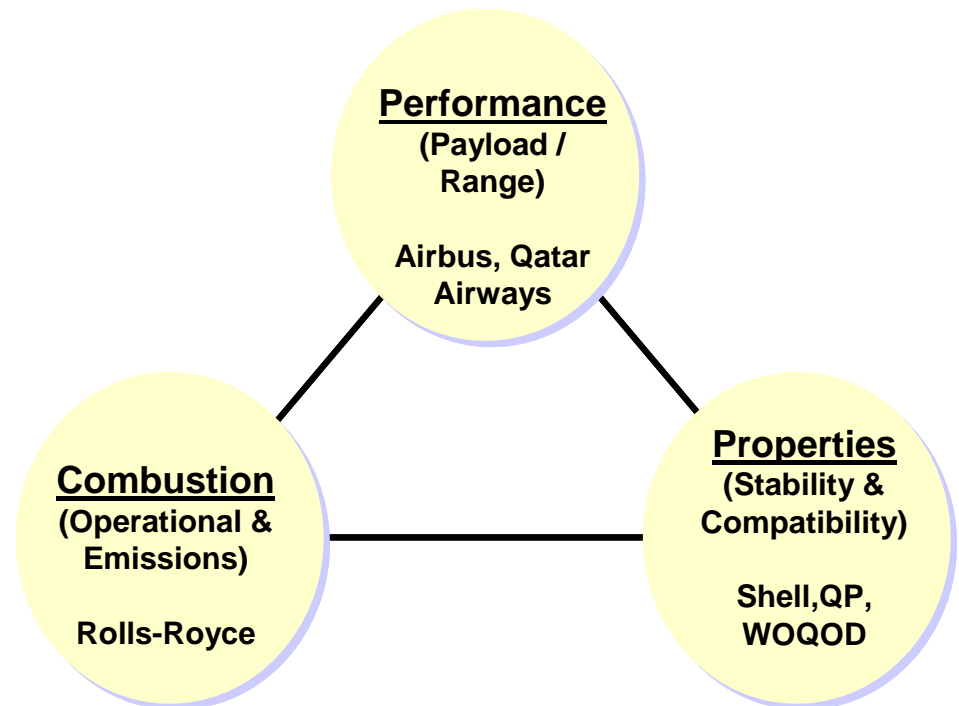 Performance
(Payload /
Range)
Airbus, Qatar
Airways
Combustion
(Operational &
Emissions)
Rolls-Royce
Properties
(Stability &
Compatibility)
Shell,QP,
WOQOD